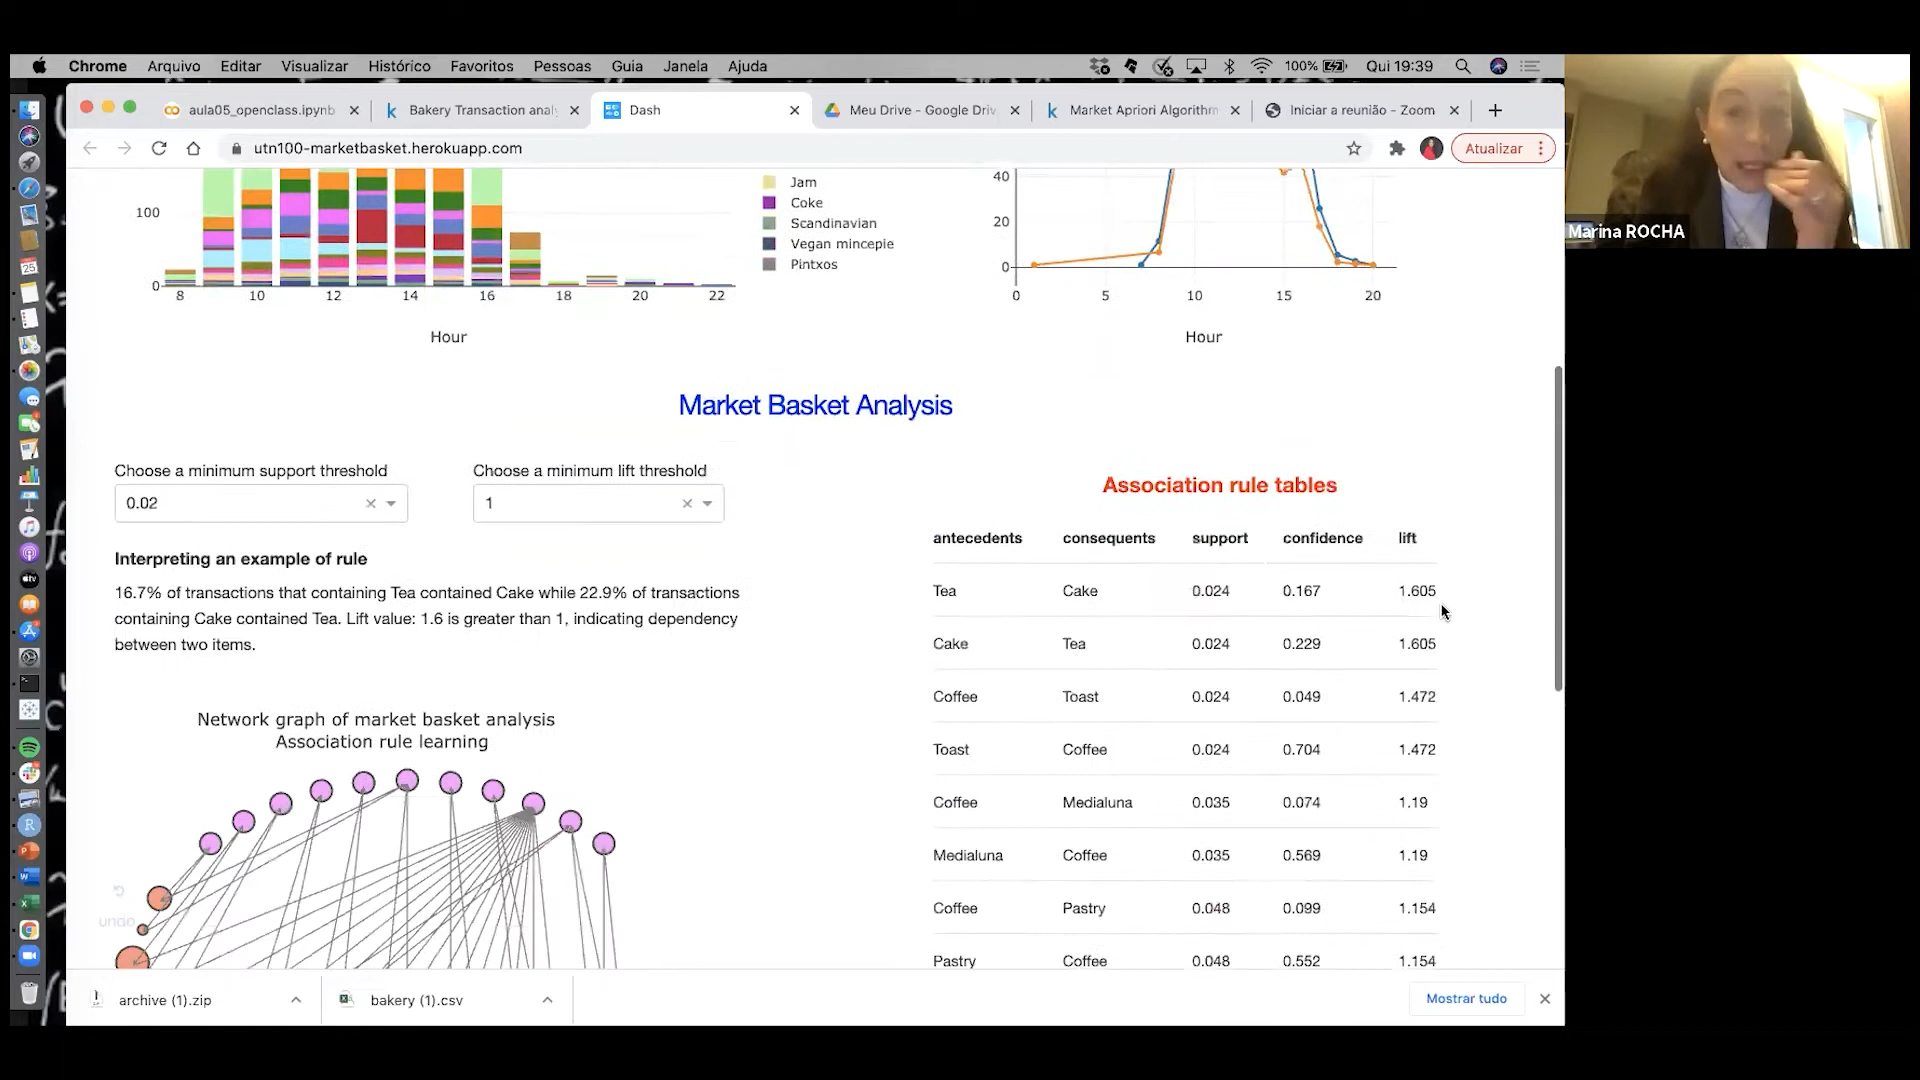 Chrome Arquivo Editar Visualizar Histórico Favoritos Pessoas Guia Janela Ajuda 100% Qui 19:39
aula05_openclass.ipynb Bakery Transaction analy Dash Meu Drive - Google Driv Market Apriori Algorithm Iniciar a reunião - Zoom
utn100-marketbasket.herokuapp.com Atualizar
Marina ROCHA
100
0
8 10 12 14 16 18 20 22
Hour
Jam
Coke
Scandinavian
Vegan mincepie
Pintxos
40
20
0
0 5 10 15 20
Hour
Market Basket Analysis
Choose a minimum support threshold
0.02
Choose a minimum lift threshold
1
Interpreting an example of rule
16.7% of transactions that containing Tea contained Cake while 22.9% of transactions
containing Cake contained Tea. Lift value: 1.6 is greater than 1, indicating dependency
between two items.
Network graph of market basket analysis
Association rule learning
undo
Association rule tables
antecedents consequents support confidence lift
Tea Cake 0.024 0.167 1.605
Cake Tea 0.024 0.229 1.605
Coffee Toast 0.024 0.049 1.472
Toast Coffee 0.024 0.704 1.472
Coffee Medialuna 0.035 0.074 1.19
Medialuna Coffee 0.035 0.569 1.19
Coffee Pastry 0.048 0.099 1.154
Pastry Coffee 0.048 0.552 1.154
archive (1).zip bakery (1).csv Mostrar tudo